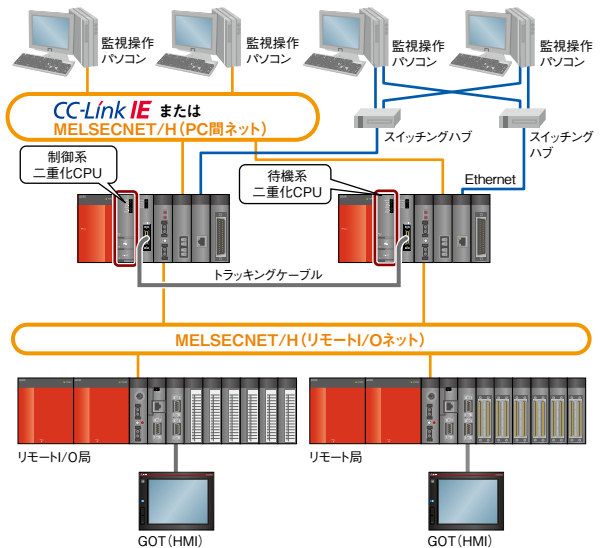 監視操作
パソコン
監視操作
パソコン
監視操作
パソコン
監視操作
パソコン
CC-Link IE または
MELSECNET/H（PC間ネット）
スイッチングハブ
スイッチング
ハブ
制御系
二重化CPU
待機系
二重化CPU
Ethernet
トラッキングケーブル
MELSECNET/H（リモートI/Oネット）
リモートI/O局
リモート局
GOT（HMI）
GOT（HMI）